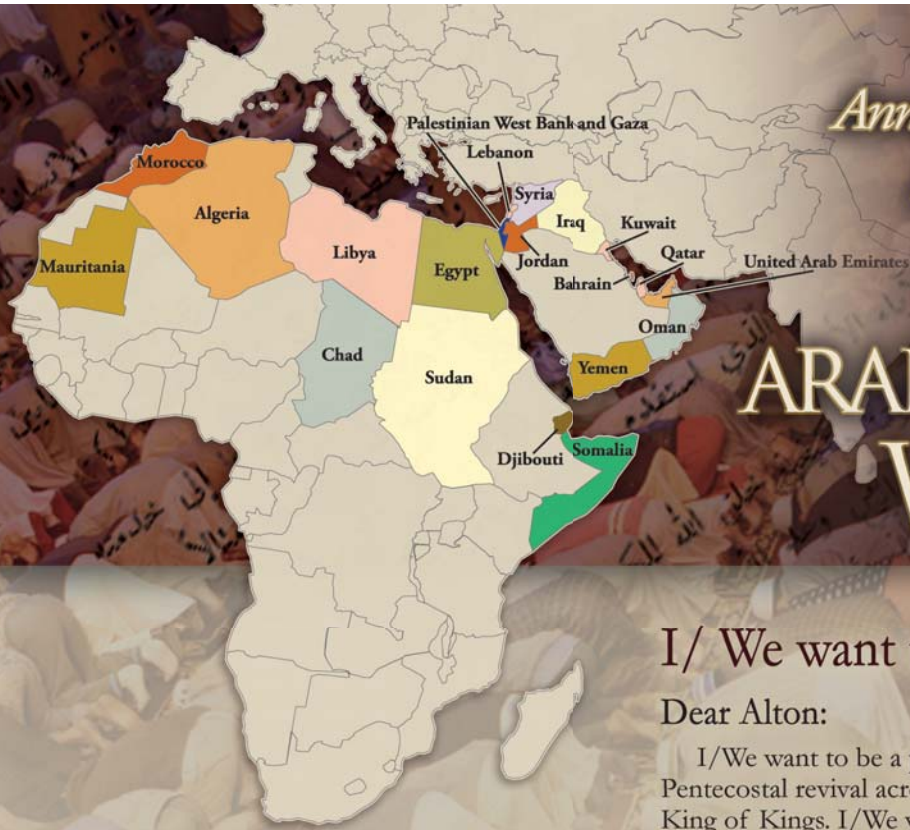 Ann
Palestinian West Bank and Gaza
Lebanon
Morocco
Syria
Algeria
Iraq
Kuwait
Libya
Jordan
Qatar
Mauritania
Egypt
Bahrain
United Arab Emirates
Oman
Chad
Yemen
Sudan
ARA
Djibouti
Somalia
I/ We want
Dear Alton:
I/We want to be a
Pentecostal revival acr
King of Kings. I/We